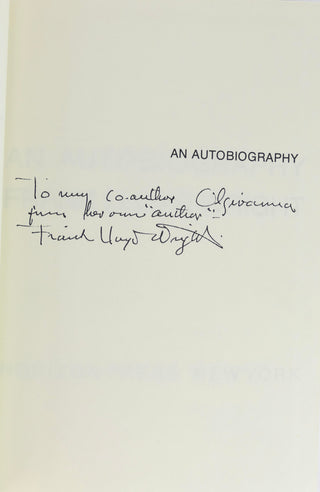 AN AUTOBIOGRAPHY
To my co-author Olgivanna
from her own "author"
Frank Lloyd Wright